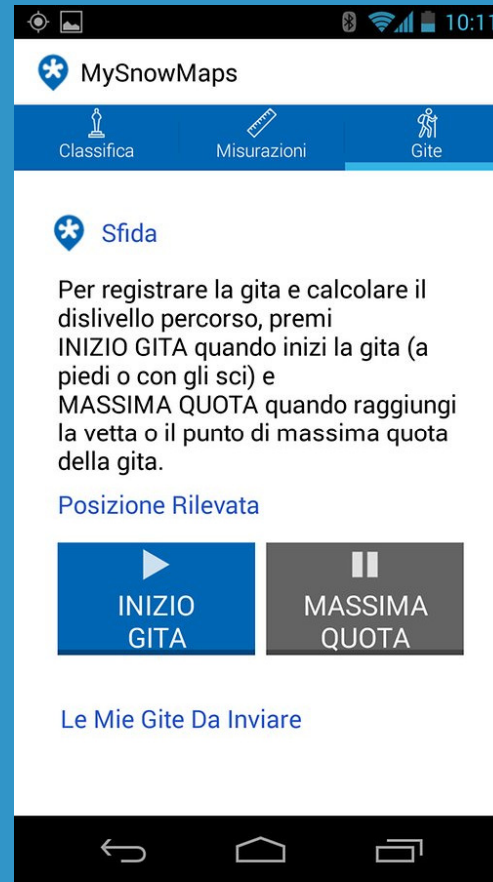 10:11
MySnowMaps
Classifica
Misurazioni
Gite
Sfida
Per registrare la gita e calcolare il
dislivello percorso, premi
INIZIO GITA quando inizi la gita (a
piedi o con gli sci) e
MASSIMA QUOTA quando raggiungi
la vetta o il punto di massima quota
della gita.
Posizione Rilevata
INIZIO
GITA
MASSIMA
QUOTA
Le Mie Gite Da Inviare